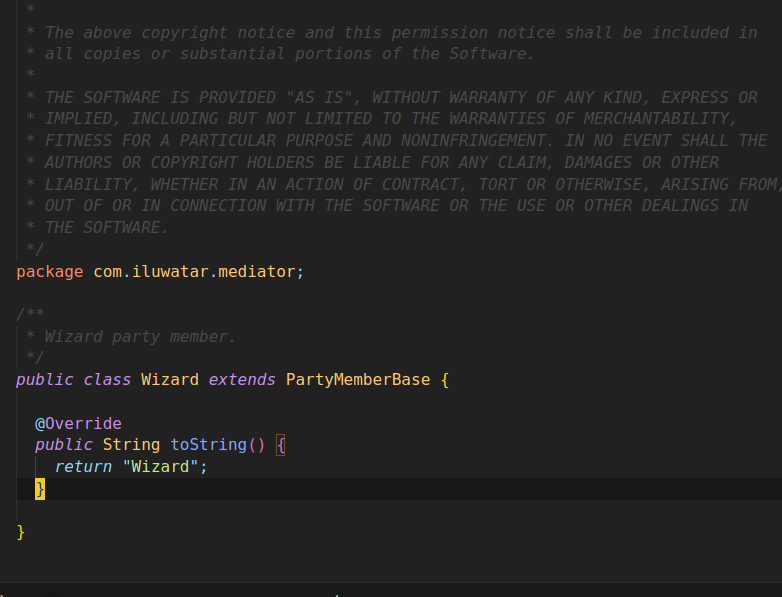 *
* The above copyright notice and this permission notice shall be included in
* all copies or substantial portions of the Software.
*
* THE SOFTWARE IS PROVIDED "AS IS", WITHOUT WARRANTY OF ANY KIND, EXPRESS OR
* IMPLIED, INCLUDING BUT NOT LIMITED TO THE WARRANTIES OF MERCHANTABILITY,
* FITNESS FOR A PARTICULAR PURPOSE AND NONINFRINGEMENT. IN NO EVENT SHALL THE
* AUTHORS OR COPYRIGHT HOLDERS BE LIABLE FOR ANY CLAIM, DAMAGES OR OTHER
* LIABILITY, WHETHER IN AN ACTION OF CONTRACT, TORT OR OTHERWISE, ARISING FROM,
* OUT OF OR IN CONNECTION WITH THE SOFTWARE OR THE USE OR OTHER DEALINGS IN
* THE SOFTWARE.
*/
package com.iluwatar.mediator;
/**
* Wizard party member.
*/
public class Wizard extends PartyMemberBase {
@Override
public String toString() {
return "Wizard";
}
}